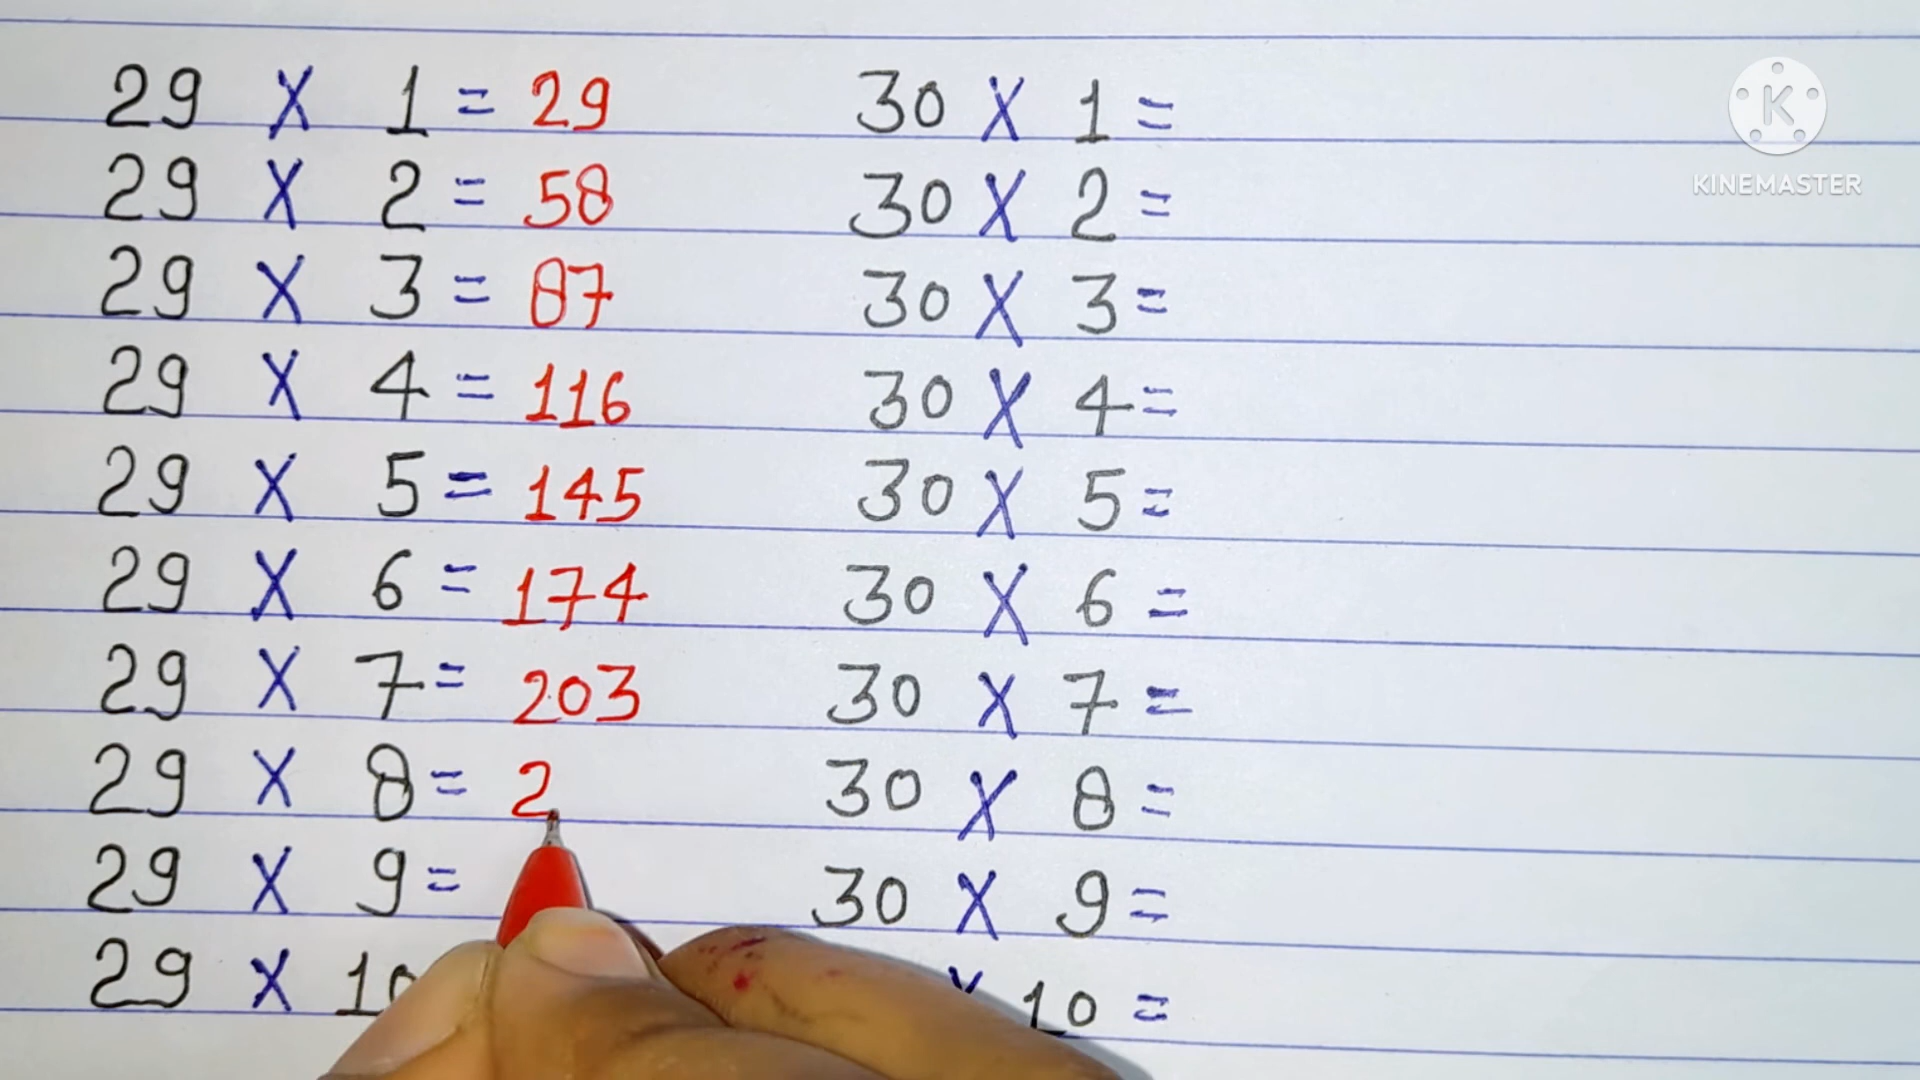 29 X 1 = 29
29 X 2 = 58
29 X 3 = 87
29 X 4 = 116
29 X 5 = 145
29 X 6 = 174
29 X 7 = 203
29 X 8 = 2
29 X 9 =
29 X 10
30 X 1 =
30 X 2 =
30 X 3 =
30 X 4 =
30 X 5 =
30 X 6 =
30 X 7 =
30 X 8 =
30 X 9 =
X 10 =
K
KINEMASTER